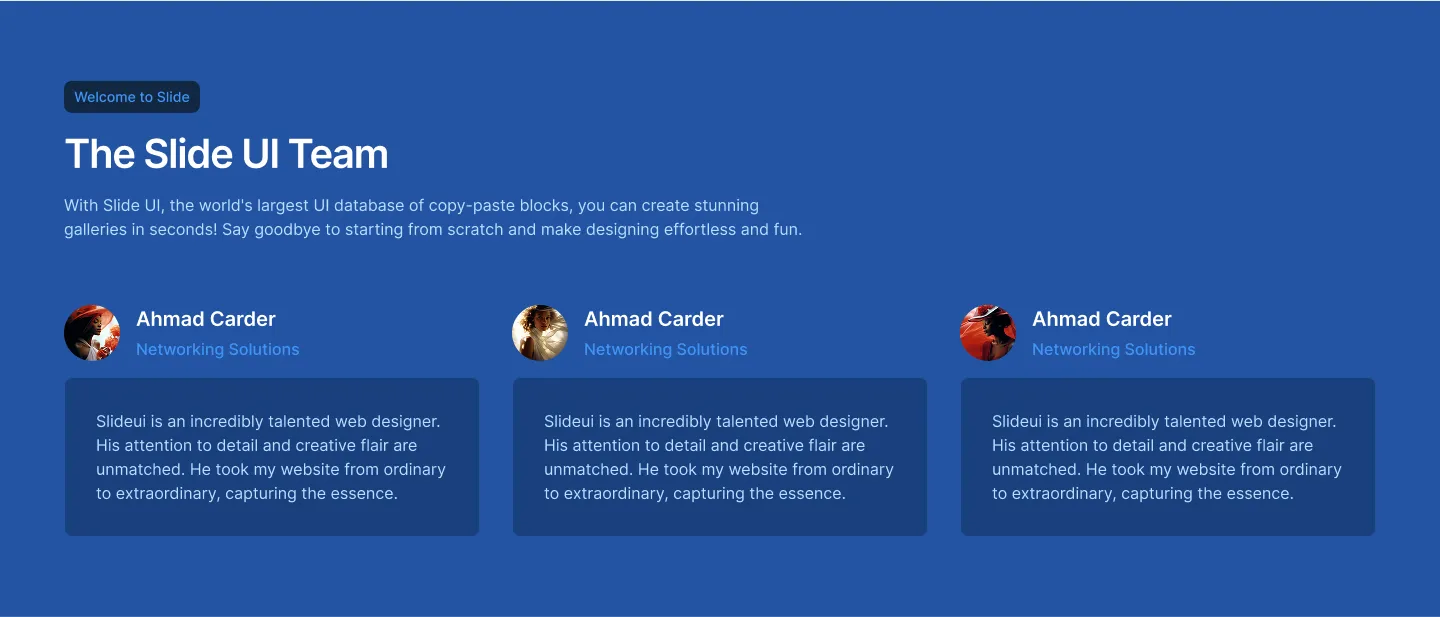 Welcome to Slide
The Slide UI Team
With Slide UI, the world's largest UI database of copy-paste blocks, you can create stunning
galleries in seconds! Say goodbye to starting from scratch and make designing effortless and fun.
Ahmad Carder
Networking Solutions
Slideui is an incredibly talented web designer.
His attention to detail and creative flair are
unmatched. He took my website from ordinary
to extraordinary, capturing the essence.
Ahmad Carder
Networking Solutions
Slideui is an incredibly talented web designer.
His attention to detail and creative flair are
unmatched. He took my website from ordinary
to extraordinary, capturing the essence.
Ahmad Carder
Networking Solutions
Slideui is an incredibly talented web designer.
His attention to detail and creative flair are
unmatched. He took my website from ordinary
to extraordinary, capturing the essence.